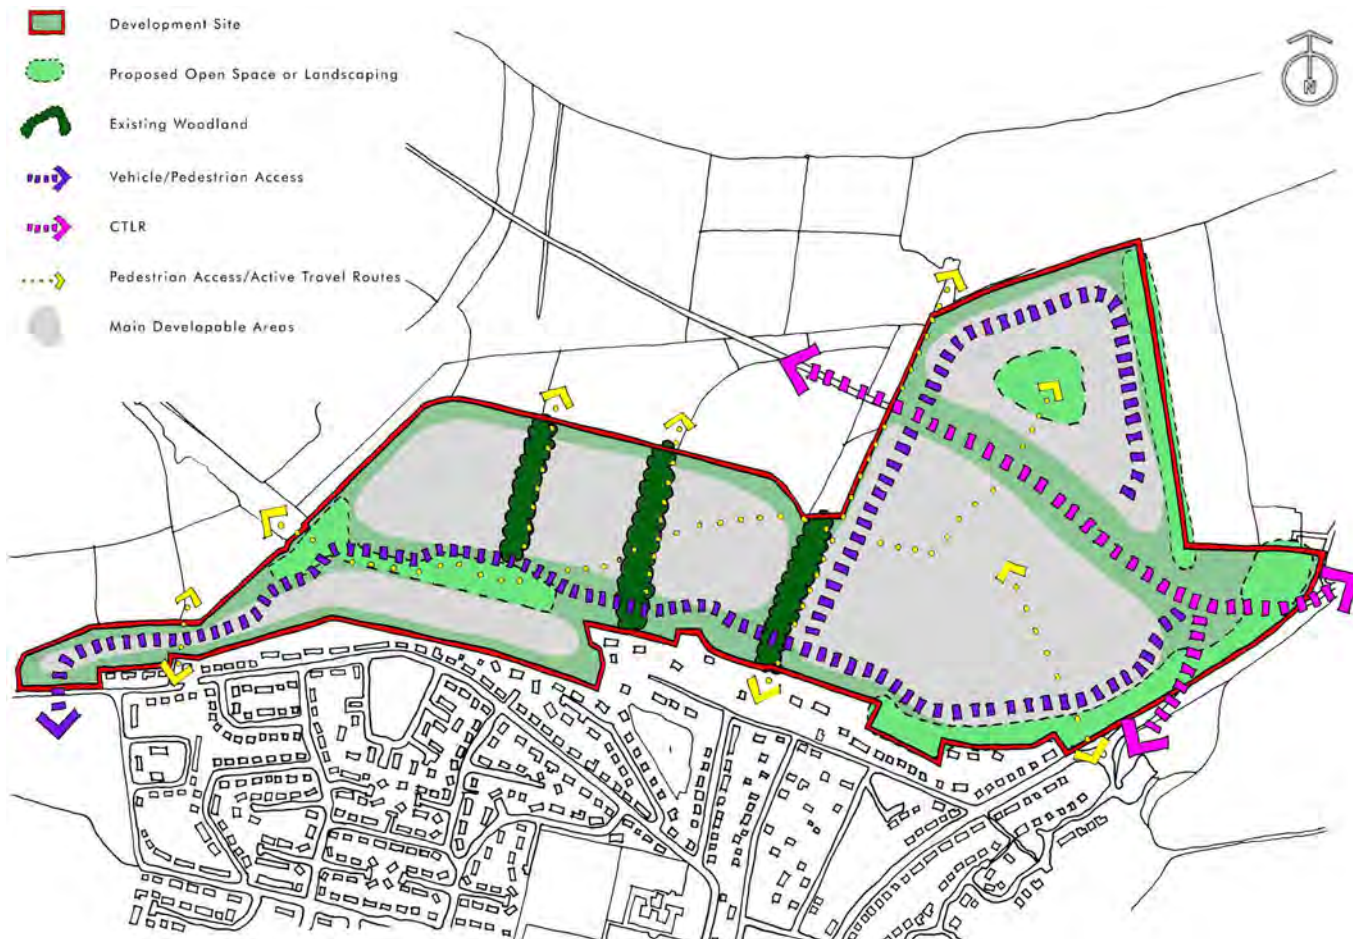 Development Site
Proposed Open Space or Landscaping
Existing Woodland
Vehicle/Pedestrian Access
CTLR
Pedestrian Access/Active Travel Routes
Main Developable Areas
N